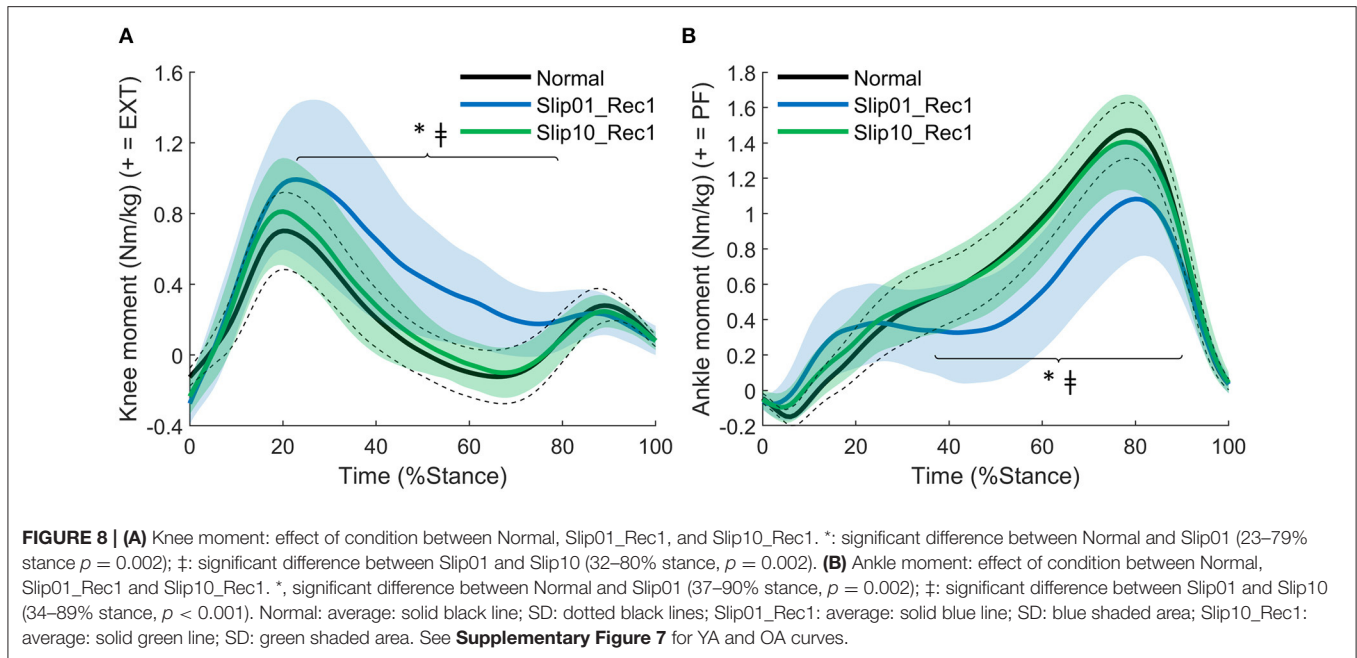 A
Knee moment (Nm/kg) (+ = EXT)
1.6
1.2
0.8
0.4
0
-0.4
Normal
Slip01_Rec1
Slip10_Rec1
* ‡
0 20 40 60 80 100
Time (%Stance)
B
Ankle moment (Nm/kg) (+ = PF)
1.8
1.6
1.4
1.2
1
0.8
0.6
0.4
0.2
0
-0.2
Normal
Slip01_Rec1
Slip10_Rec1
* ‡
0 20 40 60 80 100
Time (%Stance)
FIGURE 8 | (A) Knee moment: effect of condition between Normal, Slip01_Rec1, and Slip10_Rec1. *: significant difference between Normal and Slip01 (23–79%
stance p = 0.002); ‡: significant difference between Slip01 and Slip10 (32–80% stance, p = 0.002). (B) Ankle moment: effect of condition between Normal,
Slip01_Rec1 and Slip10_Rec1. *, significant difference between Normal and Slip01 (37–90% stance, p = 0.002); ‡: significant difference between Slip01 and Slip10
(34–89% stance, p < 0.001). Normal: average: solid black line; SD: dotted black lines; Slip01_Rec1: average: solid blue line; SD: blue shaded area; Slip10_Rec1:
average: solid green line; SD: green shaded area. See Supplementary Figure 7 for YA and OA curves.